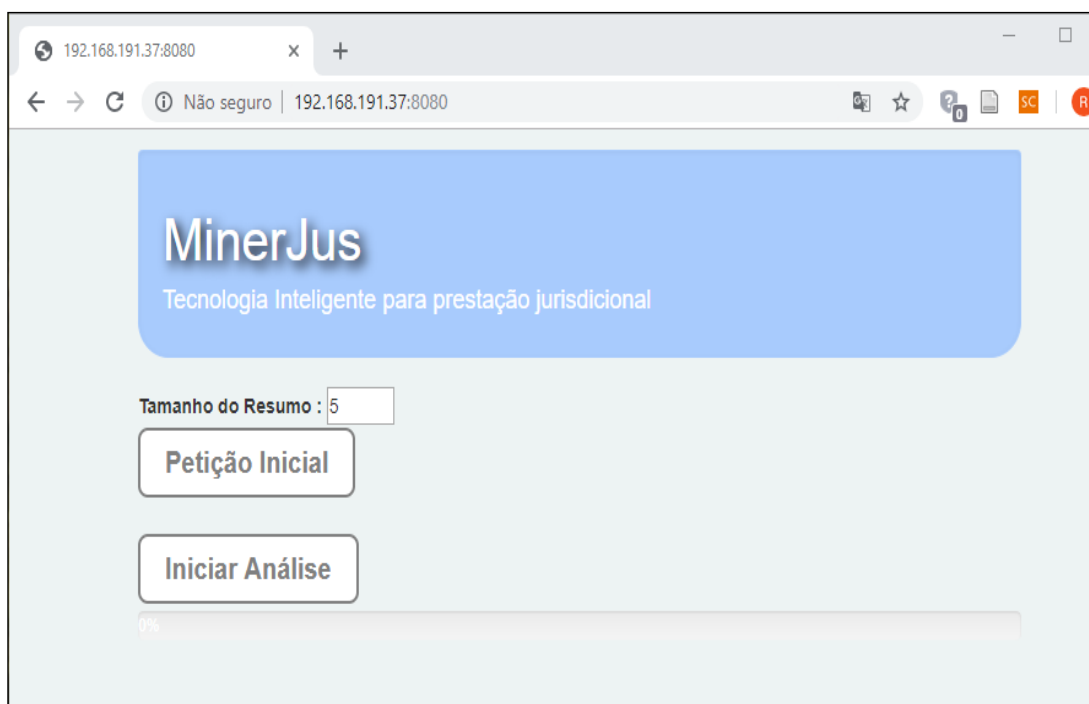 192.168.191.37:8080
Não seguro 192.168.191.37:8080
0 SC R
MinerJus
Tecnologia Inteligente para prestação jurisdicional
Tamanho do Resumo : 5
Petição Inicial
Iniciar Análise
0%